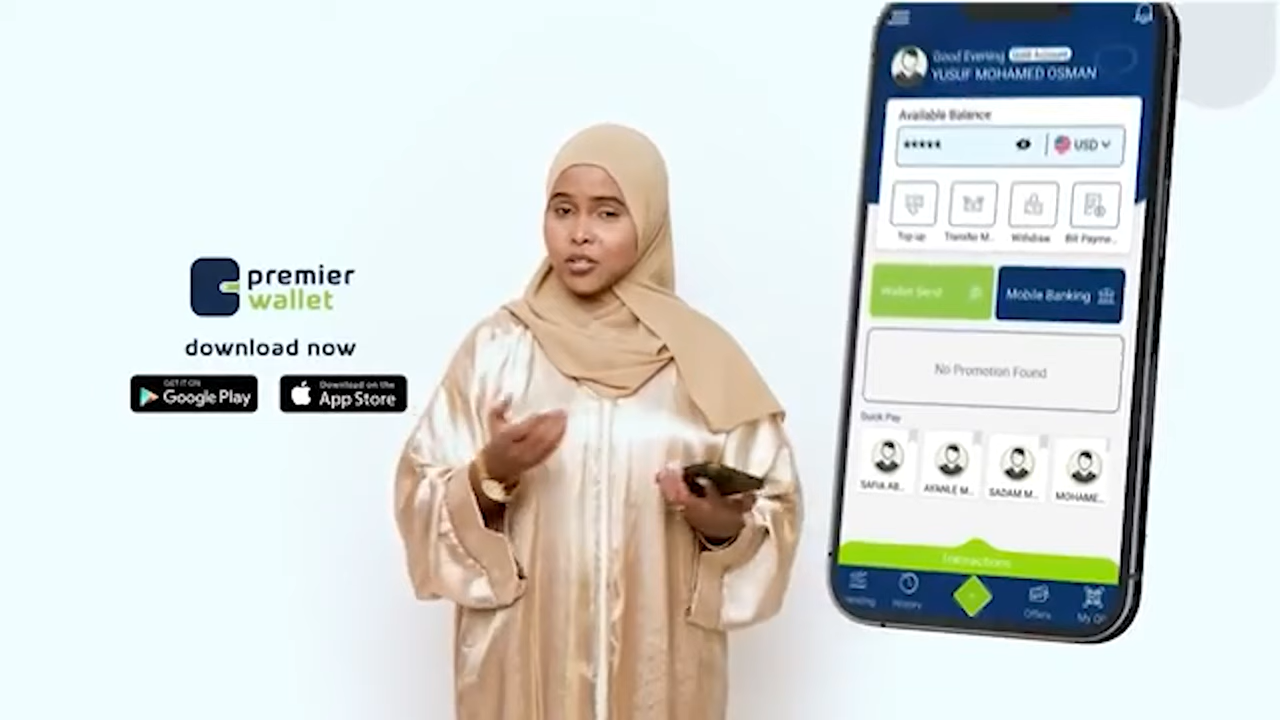 premier
wallet
download now
GET IT ON
Google Play
Download on the
App Store
Good Evening
YUSUF MOHAMED OSMAN
Available Balance
*****
USD
Top up
Transfer M..
Withdraw
Bill Payme..
Wallet Send
Mobile Banking
No Promotion Found
Quick Pay
SAFIA AB..
AYANLE M..
SADAM M..
MOHAME..
Transactions
History
Offers
My QR